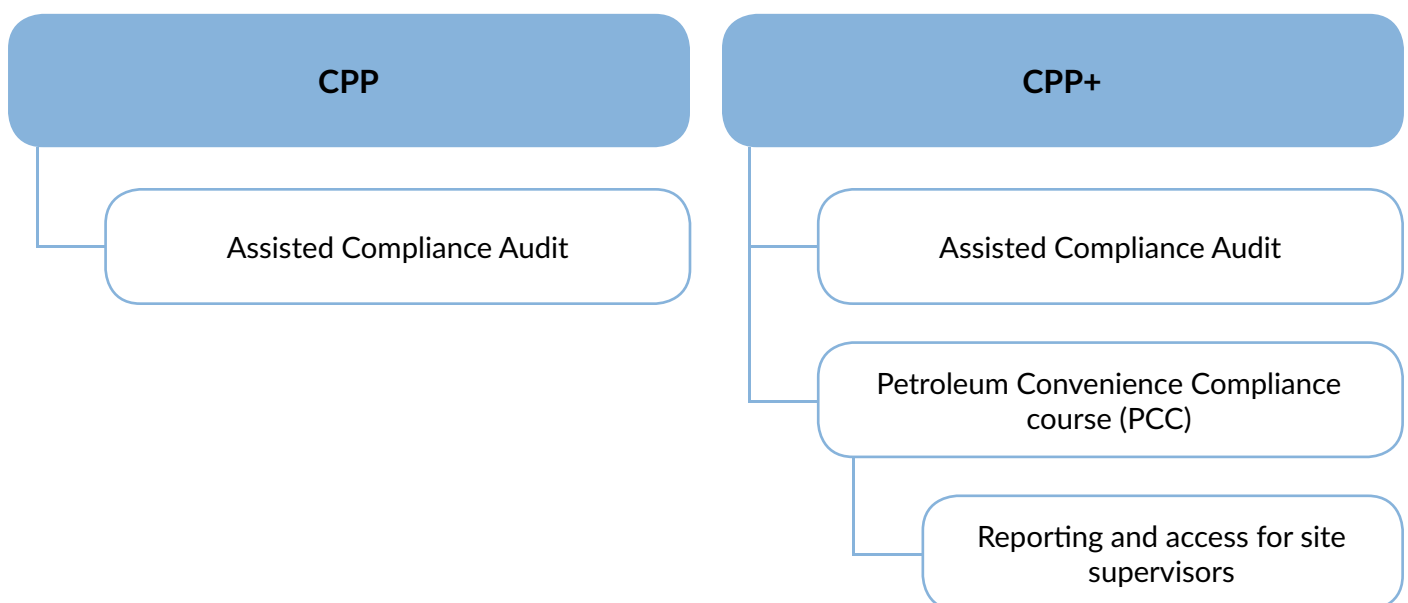 CPP
Assisted Compliance Audit
CPP+
Assisted Compliance Audit
Petroleum Convenience Compliance
course (PCC)
Reporting and access for site
supervisors